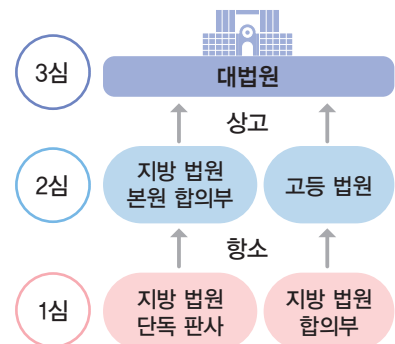 3심
대법원
상고
2심
지방 법원
본원 합의부
고등 법원
항소
1심
지방 법원
단독 판사
지방 법원
합의부